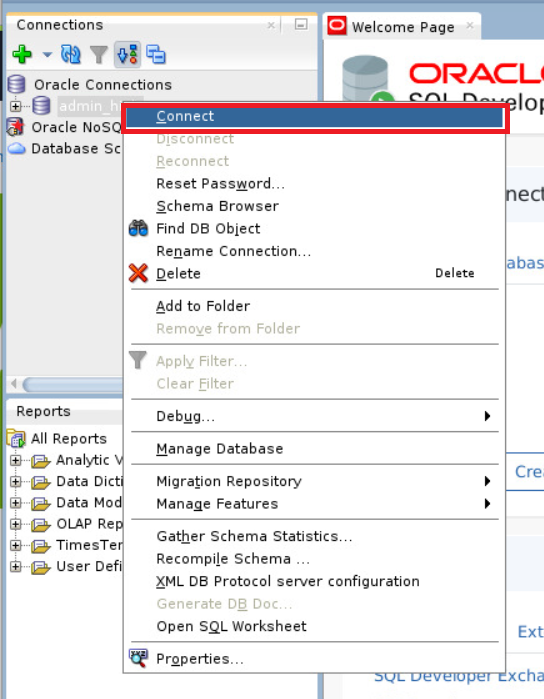 Connections
Welcome Page
Oracle Connections
ORACL
SQL Develop
Oracle NoSQ
Database Sc
Connect
Disconnect
Reconnect
Reset Password...
Schema Browser
Find DB Object
Rename Connection...
Delete Delete
Add to Folder
Remove from Folder
Apply Filter...
Clear Filter
Debug...
Manage Database
Migration Repository
Manage Features
Gather Schema Statistics...
Recompile Schema ...
XML DB Protocol server configuration
Generate DB Doc...
Open SQL Worksheet
Properties...
Reports
All Reports
Analytic V
Data Dicti
Data Mod
OLAP Rep
TimesTer
User Defi
nect
abas
Crea
Ext
SQL Developer Excha